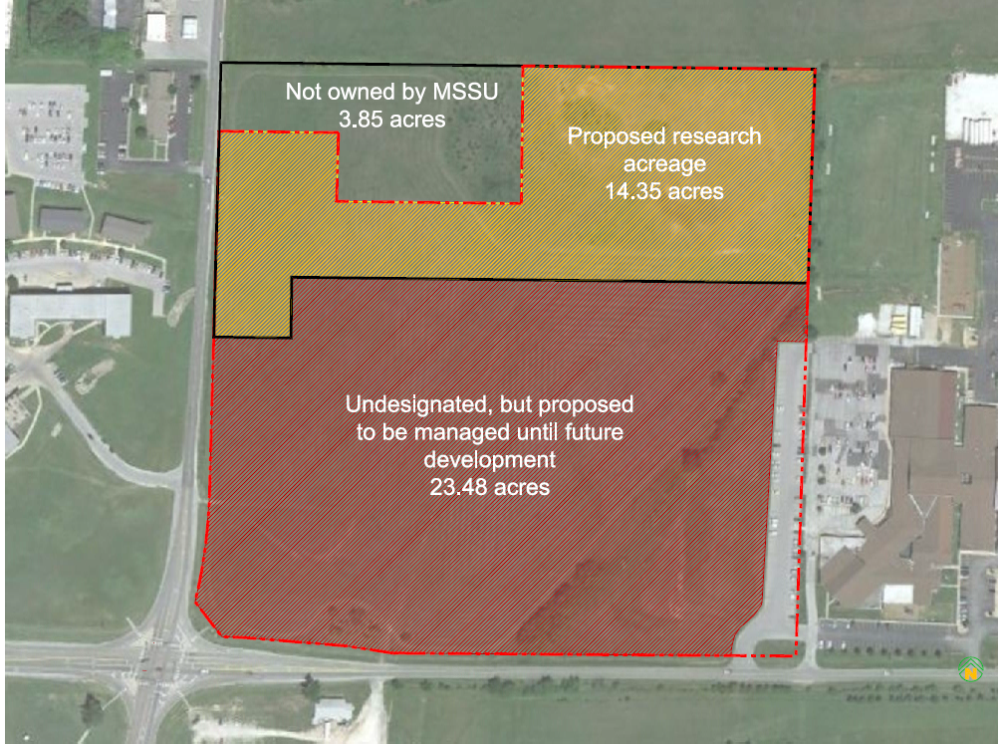 Not owned by MSSU
3.85 acres
Proposed research
acreage
14.35 acres
Undesignated, but proposed
to be managed until future
development
23.48 acres
N